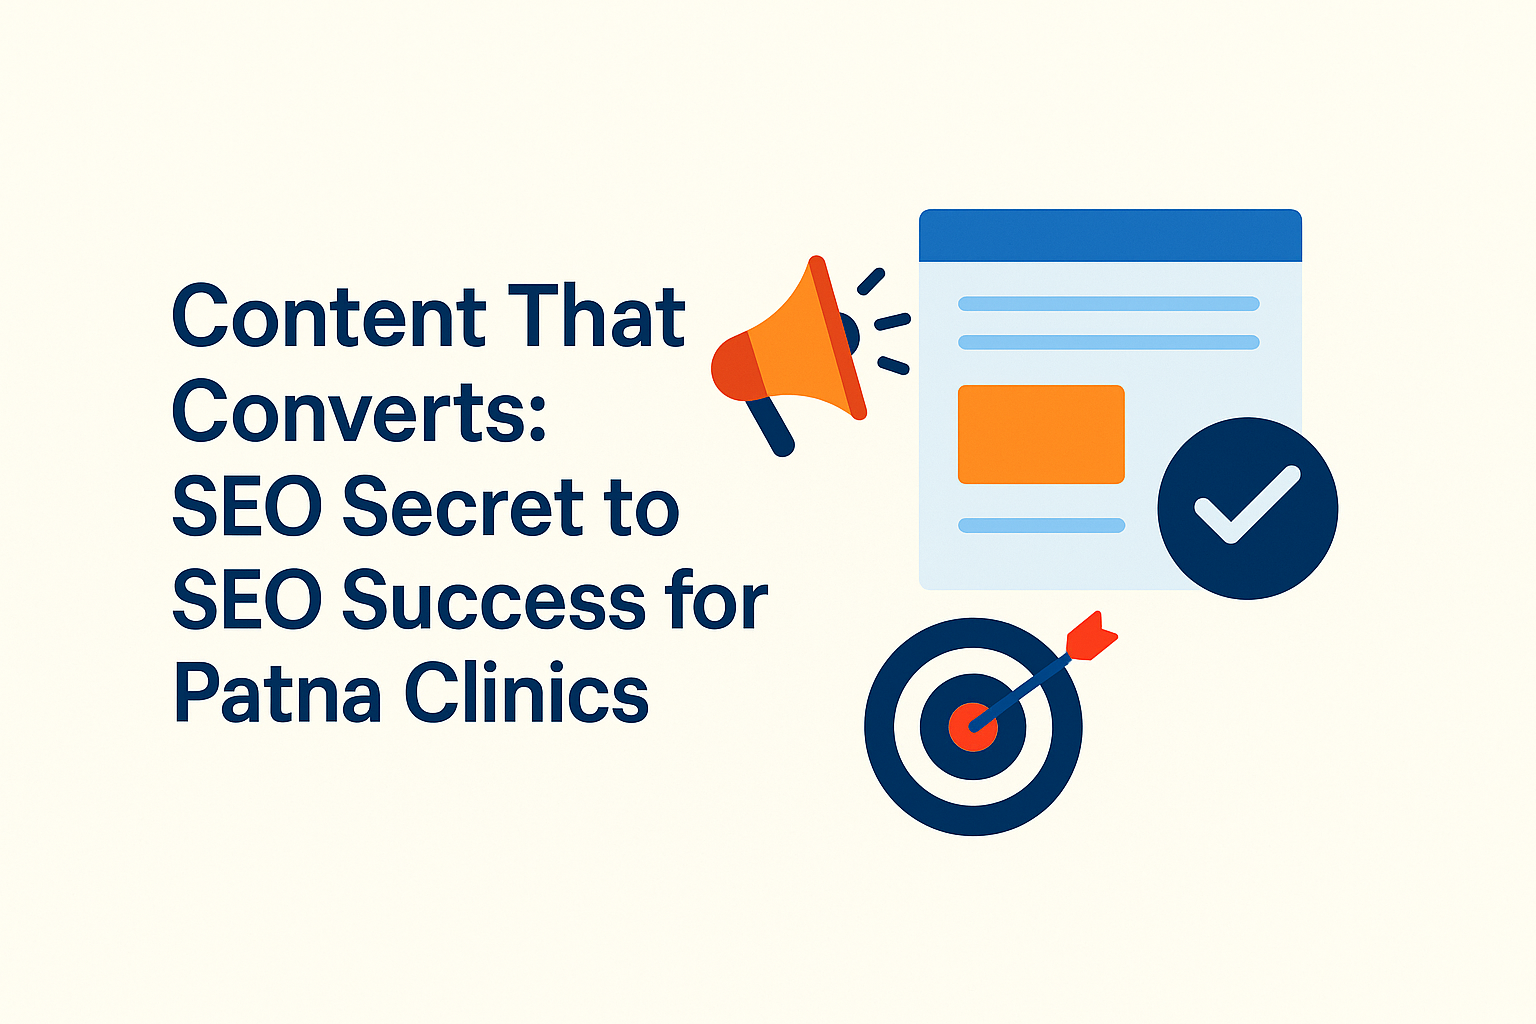 Content That
Converts:
SEO Secret to
SEO Success for
Patna Clinics